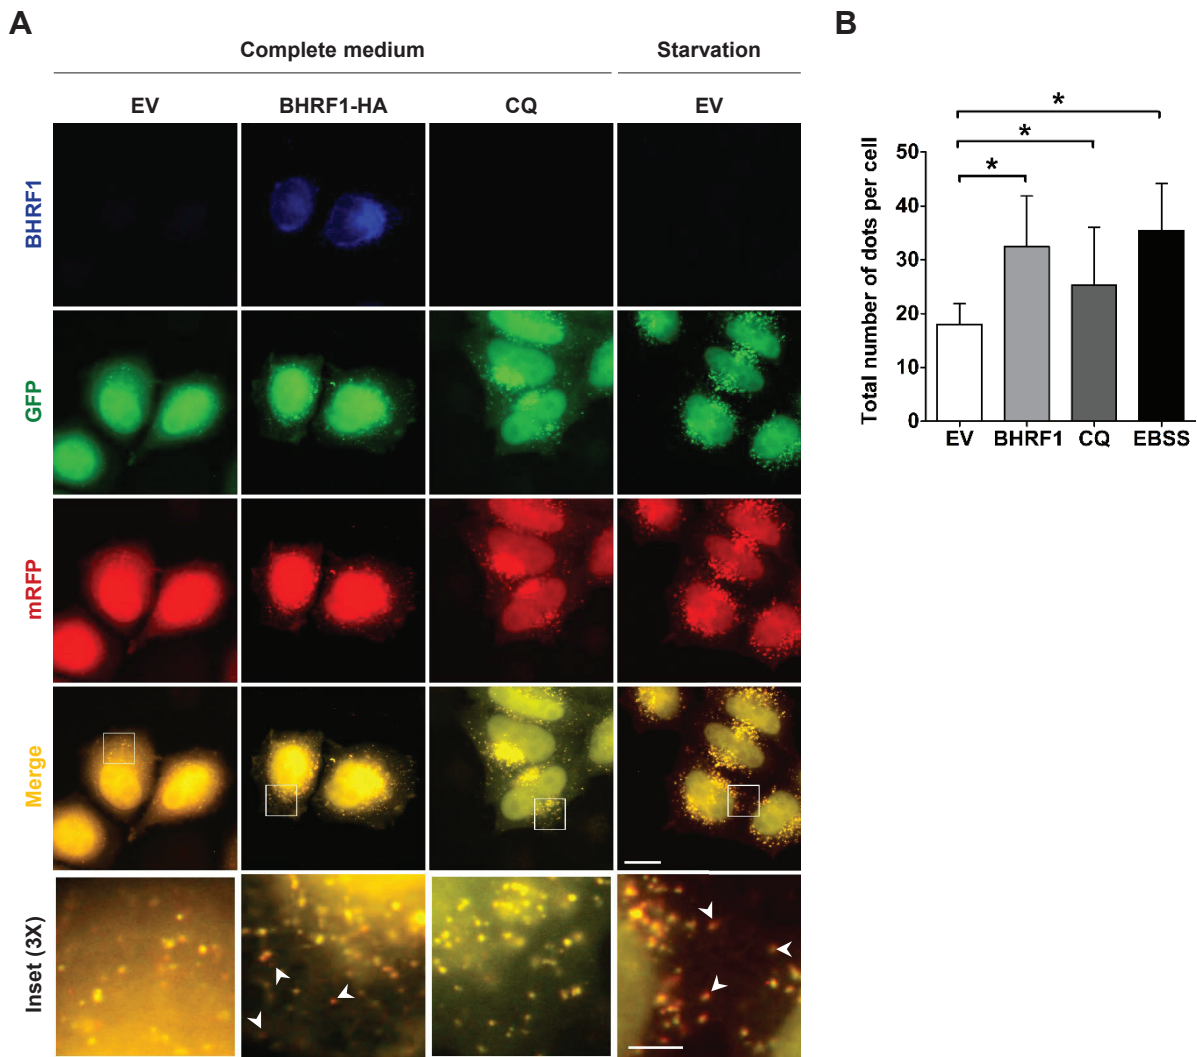 A
Complete medium
Starvation
EV
BHRF1-HA
CQ
EV
BHRF1
GFP
mRFP
Merge
Inset (3X)
B
*
*
*
Total number of dots per cell
50
40
30
20
10
0
EV
BHRF1
CQ
EBSS